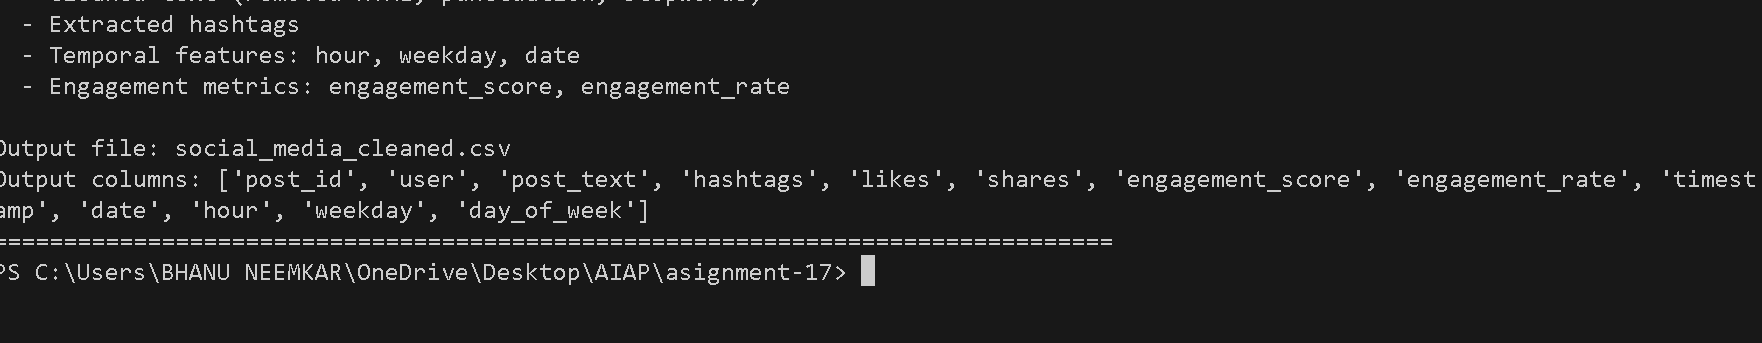 - Extracted hashtags
- Temporal features: hour, weekday, date
- Engagement metrics: engagement_score, engagement_rate
Output file: social_media_cleaned.csv
Output columns: ['post_id', 'user', 'post_text', 'hashtags', 'likes', 'shares', 'engagement_score', 'engagement_rate', 'timest
amp', 'date', 'hour', 'weekday', 'day_of_week']
===================================================================================
PS C:\Users\BHANU NEEMKAR\OneDrive\Desktop\AIAP\asignment-17>